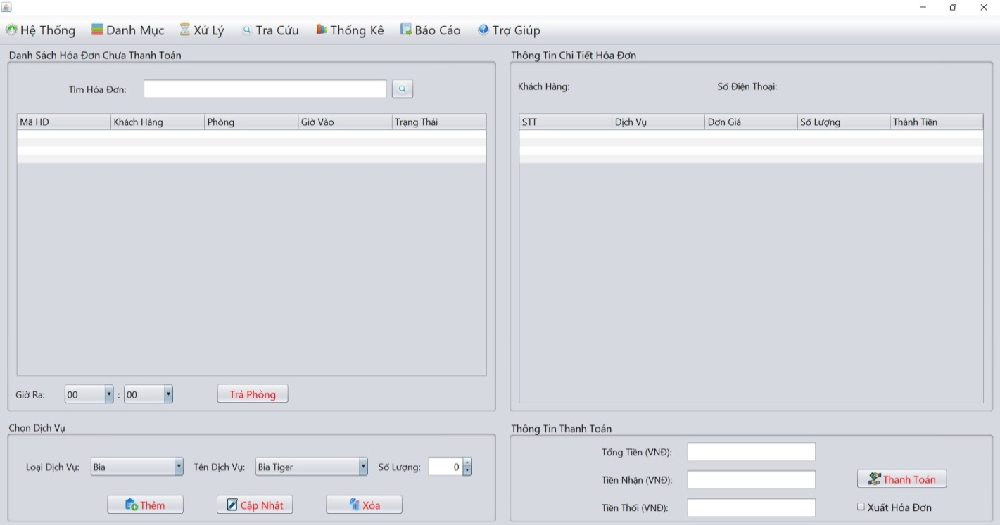 Hệ Thống Danh Mục Xử Lý Tra Cứu Thống Kê Báo Cáo Trợ Giúp
Danh Sách Hóa Đơn Chưa Thanh Toán
Tìm Hóa Đơn:
Mã HD Khách Hàng Phòng Giờ Vào Trạng Thái
Giờ Ra: 00 : 00 Trả Phòng
Thông Tin Chi Tiết Hóa Đơn
Khách Hàng: Số Điện Thoại:
STT Dịch Vụ Đơn Giá Số Lượng Thành Tiền
Chọn Dịch Vụ
Loại Dịch Vụ: Bia Tên Dịch Vụ: Bia Tiger Số Lượng: 0
Thêm Cập Nhật Xóa
Thông Tin Thanh Toán
Tổng Tiền (VNĐ):
Tiền Nhận (VNĐ):
Tiền Thối (VNĐ):
Thanh Toán
Xuất Hóa Đơn